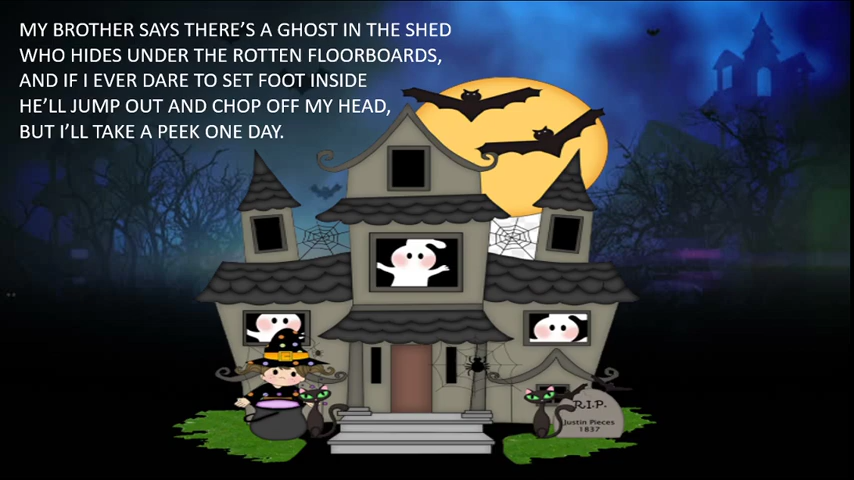 MY BROTHER SAYS THERE'S A GHOST IN THE SHED
WHO HIDES UNDER THE ROTTEN FLOORBOARDS,
AND IF I EVER DARE TO SET FOOT INSIDE
HE'LL JUMP OUT AND CHOP OFF MY HEAD,
BUT I'LL TAKE A PEEK ONE DAY.
R.I.P.
Justin Pieces
1837